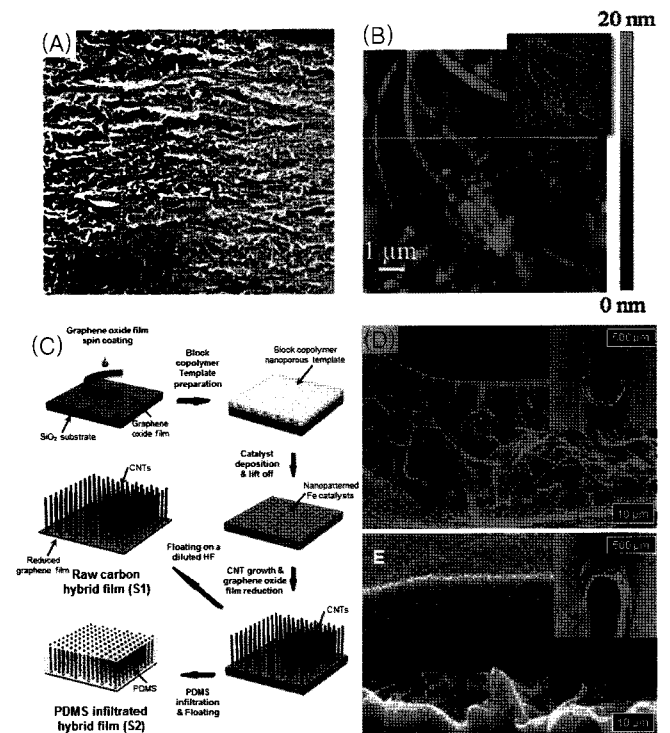 (A)
(B)
20 nm
1 μm
0 nm
(C)
Graphene oxide film
spin coating
SiO₂ substrate
Graphene
oxide film
Block
copolymer
Template
preparation
Block copolymer
nanoporous template
Catalyst
deposition
& lift off
Nanopatterned
Fe catalysts
CNT growth &
graphene oxide
film reduction
CNTs
Floating on a
diluted HF
CNTs
Reduced
graphene film
Raw carbon
hybrid film (S1)
PDMS
infiltration
& Floating
PDMS
PDMS infiltrated
hybrid film (S2)
(D)
500 μm
10 μm
E
500 μm
10 μm